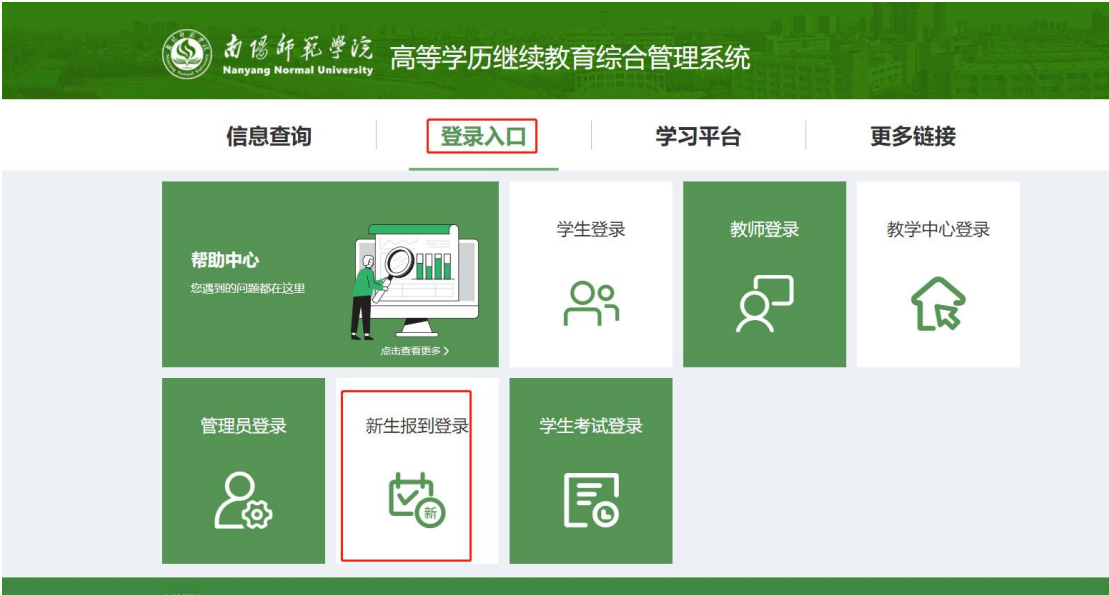 南陽师范学院
Nanyang Normal University
高等学历继续教育综合管理系统
信息查询
登录入口
学习平台
更多链接
帮助中心
您遇到的问题都在这里
点击查看更多 >
学生登录
教师登录
教学中心登录
管理员登录
新生报到登录
新
学生考试登录